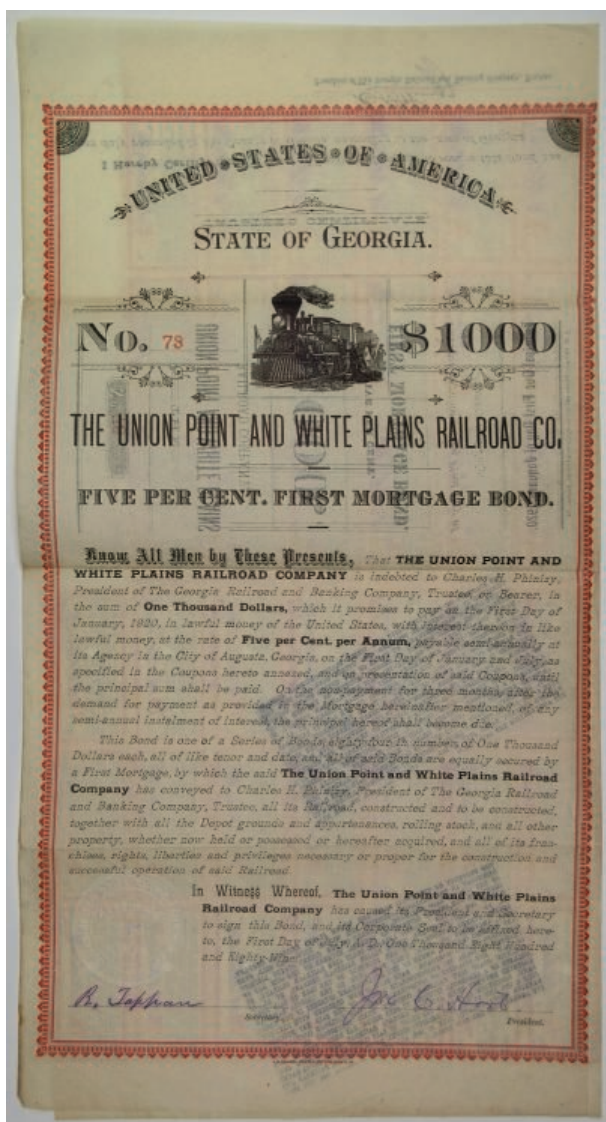 UNITED STATES OF AMERICA
STATE OF GEORGIA.
No. 73
$1000
THE UNION POINT AND WHITE PLAINS RAILROAD CO.
FIVE PER CENT. FIRST MORTGAGE BOND.
Know All Men by These Presents, That THE UNION POINT AND
WHITE PLAINS RAILROAD COMPANY is indebted to Charles H. Phinizy,
President of The Georgia Railroad and Banking Company, Trustee, or Bearer, in
the sum of One Thousand Dollars, which it promises to pay on the First Day of
January, 1920, in lawful money of the United States, with interest thereon in like
lawful money, at the rate of Five per Cent. per Annum, payable semi-annually at
its Agency in the City of Augusta, Georgia, on the First Day of January and July, as
specified in the Coupons hereto annexed, and on presentation of said Coupons, until
the principal sum shall be paid. On the non-payment for three months, after the
demand for payment as provided in the Mortgage hereinafter mentioned, of any
semi-annual instalment of interest, the principal hereof shall become due.
This Bond is one of a Series of Bonds, eighty-four in number, of One Thousand
Dollars each, all of like tenor and date, and all of said Bonds are equally secured by
a First Mortgage, by which the said The Union Point and White Plains Railroad
Company has conveyed to Charles H. Phinizy, President of The Georgia Railroad
and Banking Company, Trustee, all its Railroad, constructed and to be constructed,
together with all the Depot grounds and appurtenances, rolling stock, and all other
property, whether now held or possessed or hereafter acquired, and all of its fran-
chises, rights, liberties and privileges necessary or proper for the construction and
successful operation of said Railroad.
In Witness Whereof, The Union Point and White Plains
Railroad Company has caused its President and Secretary
to sign this Bond, and its Corporate Seal to be affixed here-
to, the First Day of July, A.D. One Thousand Eight Hundred
and Eighty-
R. Tappan
Secretary.
Jno C. Hart
President.